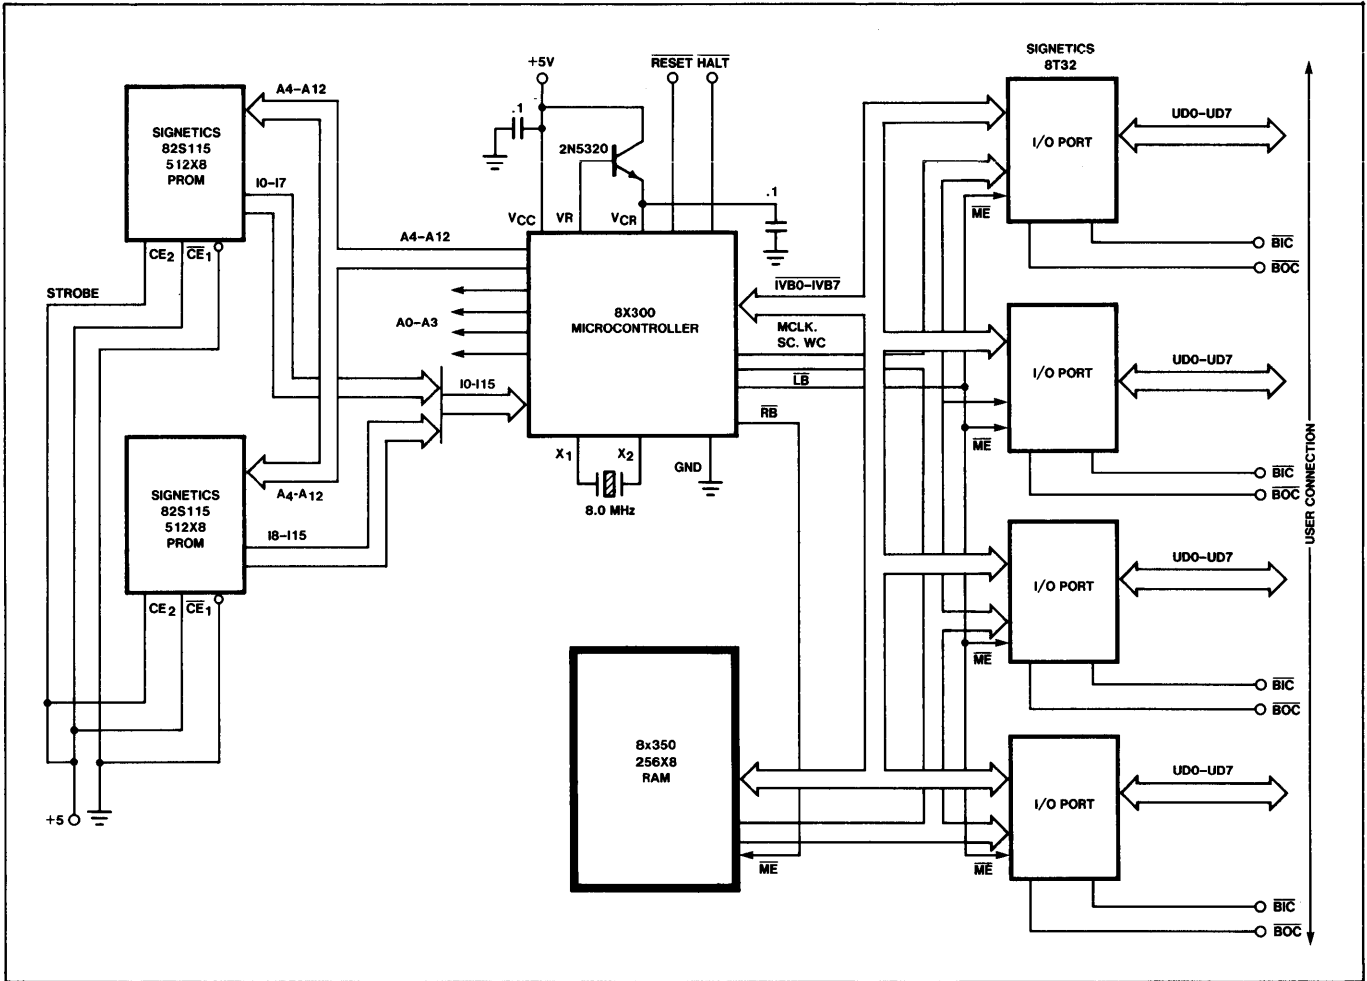 +5V
RESET HALT
SIGNETICS
8T32
A4-A12
.1
2N5320
SIGNETICS
82S115
512X8
PROM
I0-I7
CE2 CE1
STROBE
VCC VR VCR
.1
A4-A12
A0-A3
8X300
MICROCONTROLLER
IVB0-IVB7
MCLK.
SC. WC
LB
RB
I0-I15
X1 X2
8.0 MHz
GND
SIGNETICS
82S115
512X8
PROM
A4-A12
I8-I15
CE2 CE1
+5
8x350
256X8
RAM
ME
I/O PORT
UD0-UD7
ME
BIC
BOC
I/O PORT
UD0-UD7
ME
BIC
BOC
I/O PORT
UD0-UD7
ME
BIC
BOC
I/O PORT
UD0-UD7
ME
BIC
BOC
USER CONNECTION